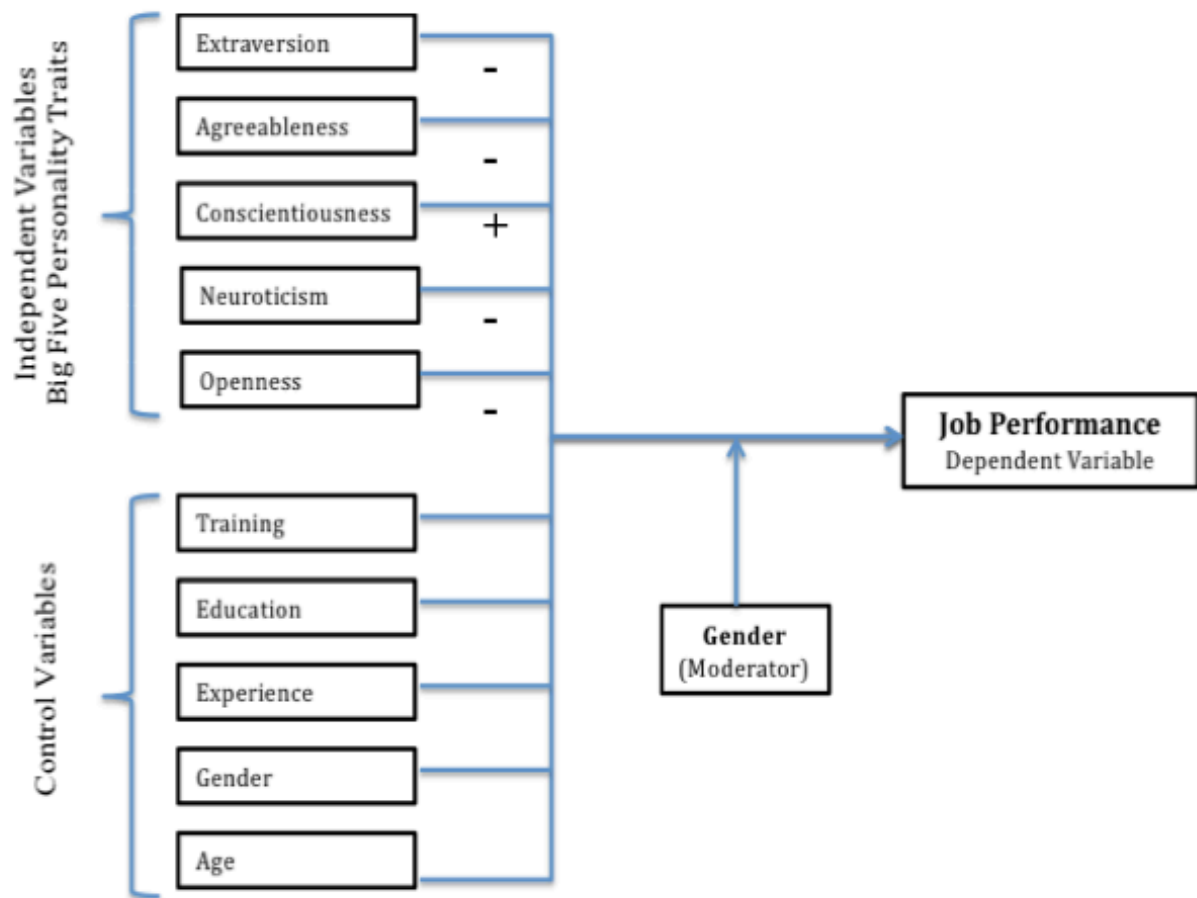 Independent Variables
Big Five Personality Traits
Extraversion
-
Agreeableness
-
Conscientiousness
+
Neuroticism
-
Openness
-
Job Performance
Dependent Variable
Control Variables
Training
Education
Experience
Gender
Age
Gender
(Moderator)